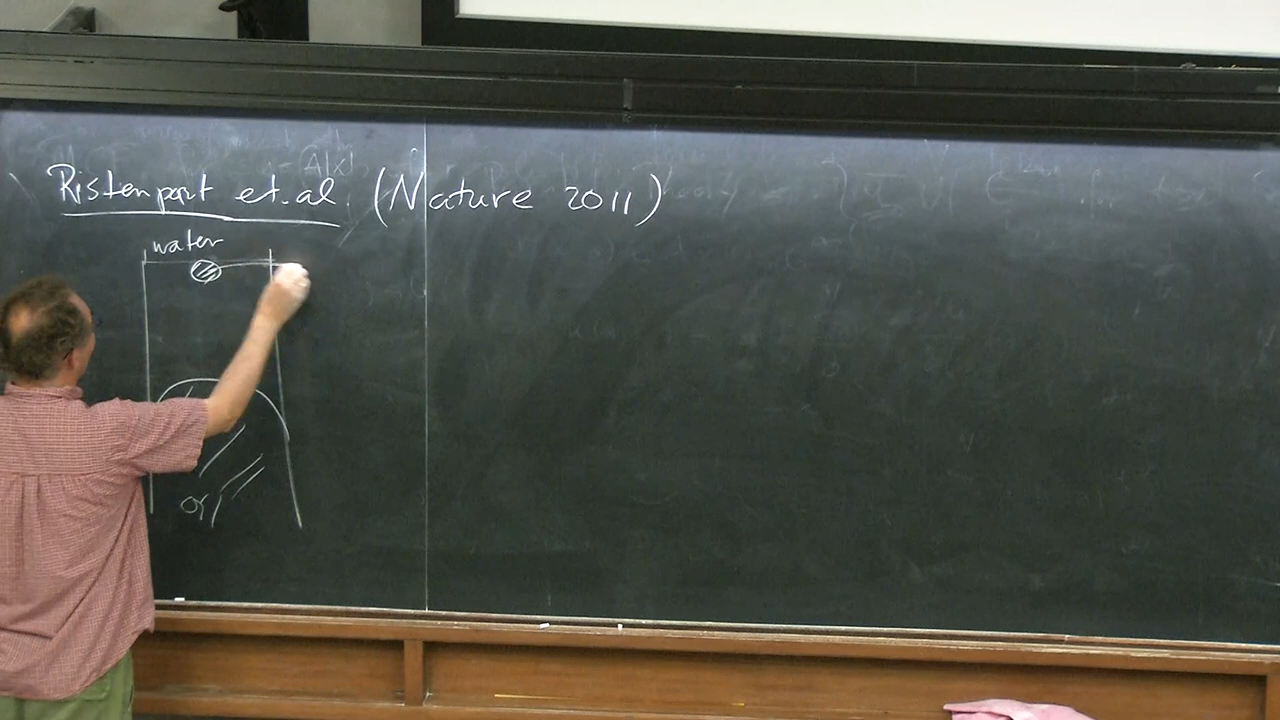 Ristenpart et.al. (Nature 2011)
water
oil
A(x)